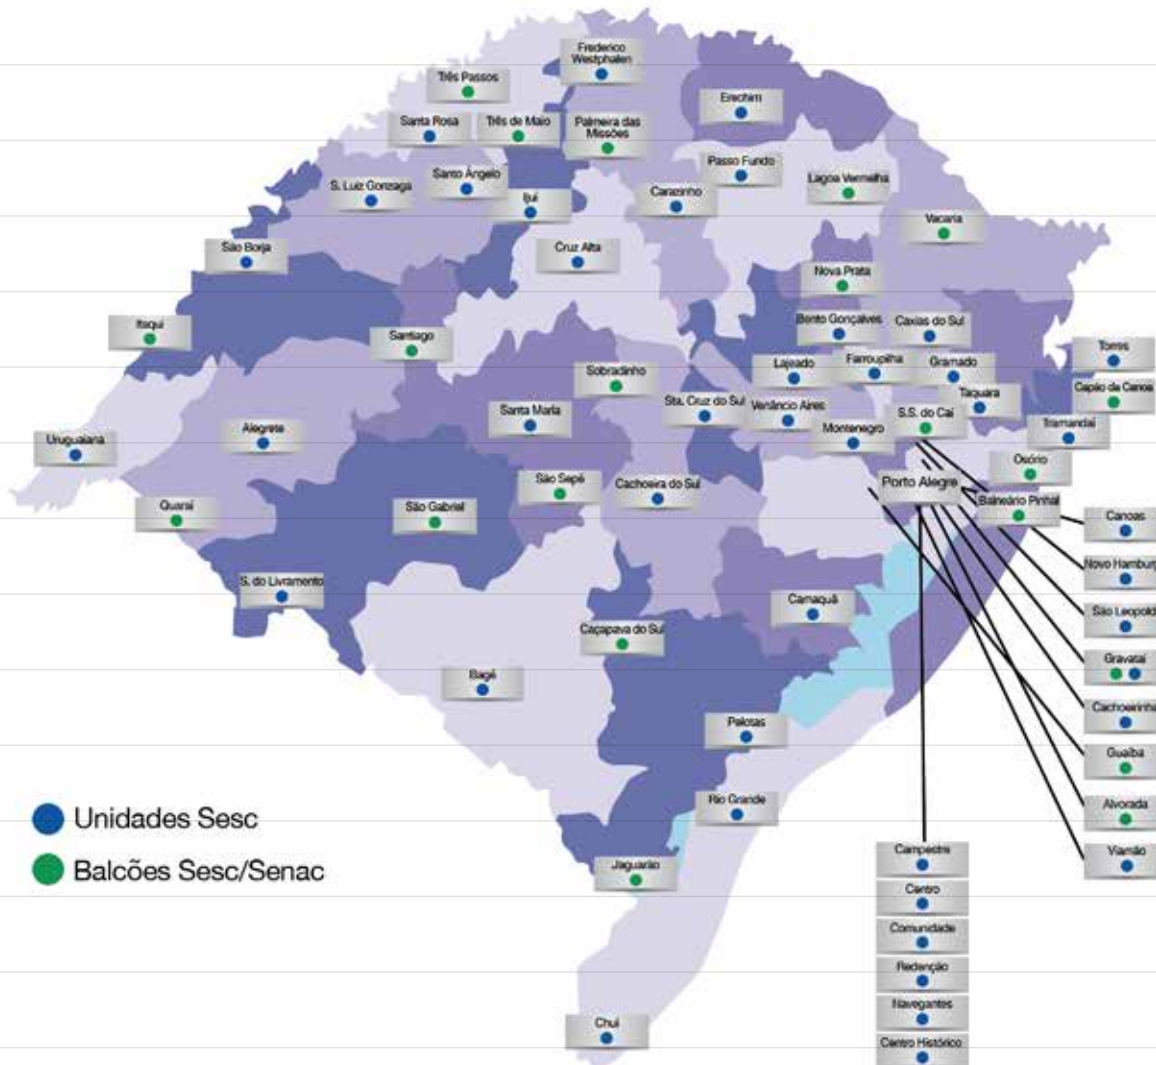 Frederico
Westphalen
Três Passos
Erechim
Santa Rosa
Três de Maio
Palmeira das
Missões
Passo Fundo
Lagoa Vermelha
S. Luiz Gonzaga
Santo Ângelo
Ijuí
Carazinho
Vacaria
São Borja
Cruz Alta
Nova Prata
Itaqui
Santiago
Bento Gonçalves
Caxias do Sul
Torres
Lajeado
Farroupilha
Gramado
Sobradinho
Capão da Canoa
Taquara
Santa Maria
Sta. Cruz do Sul
Venâncio Aires
S.S. do Caí
Uruguaiana
Alegrete
Montenegro
Tramandaí
Osório
São Sepé
Cachoeira do Sul
Porto Alegre
Quaraí
São Gabriel
Balneário Pinhal
Canoas
Novo Hamburg
S. do Livramento
Camaquã
São Leopold
Caçapava do Sul
Gravataí
Bagé
Cachoeirinha
Pelotas
Guaíba
Rio Grande
Alvorada
Unidades Sesc
Viamão
Balcões Sesc/Senac
Jaguarão
Campestre
Centro
Comunidade
Redenção
Navegantes
Chuí
Centro Histórico